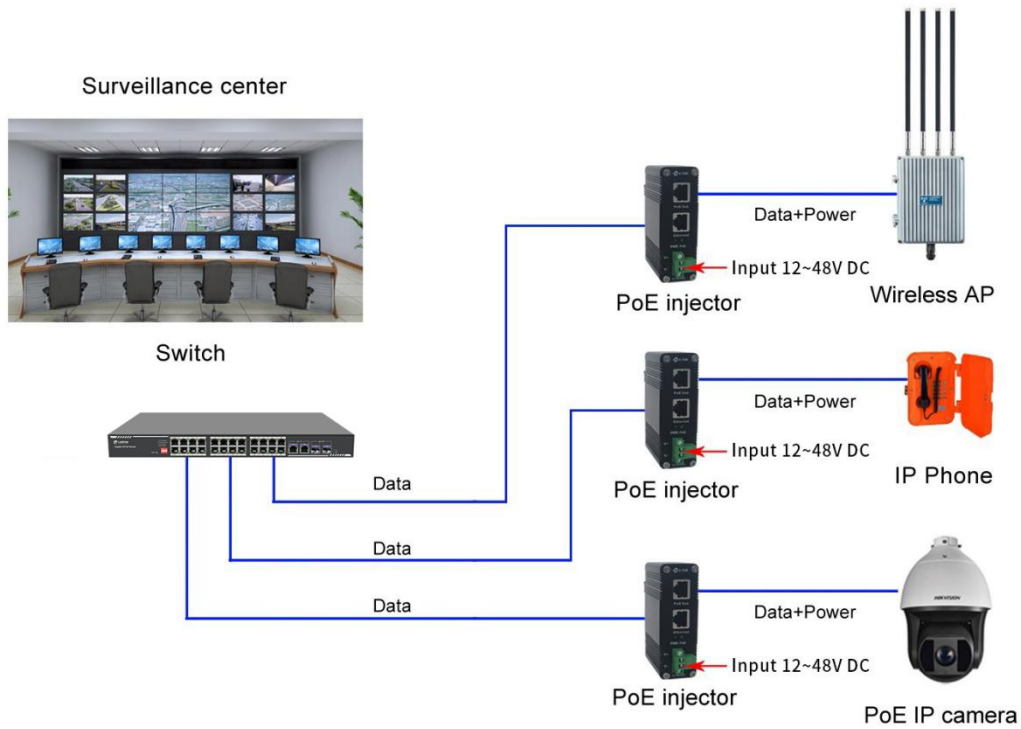 Surveillance center
Switch
Data
Data
Data
Data+Power
Input 12~48V DC
PoE injector
Wireless AP
Data+Power
Input 12~48V DC
PoE injector
IP Phone
HIKVISION
Data+Power
Input 12~48V DC
PoE injector
PoE IP camera